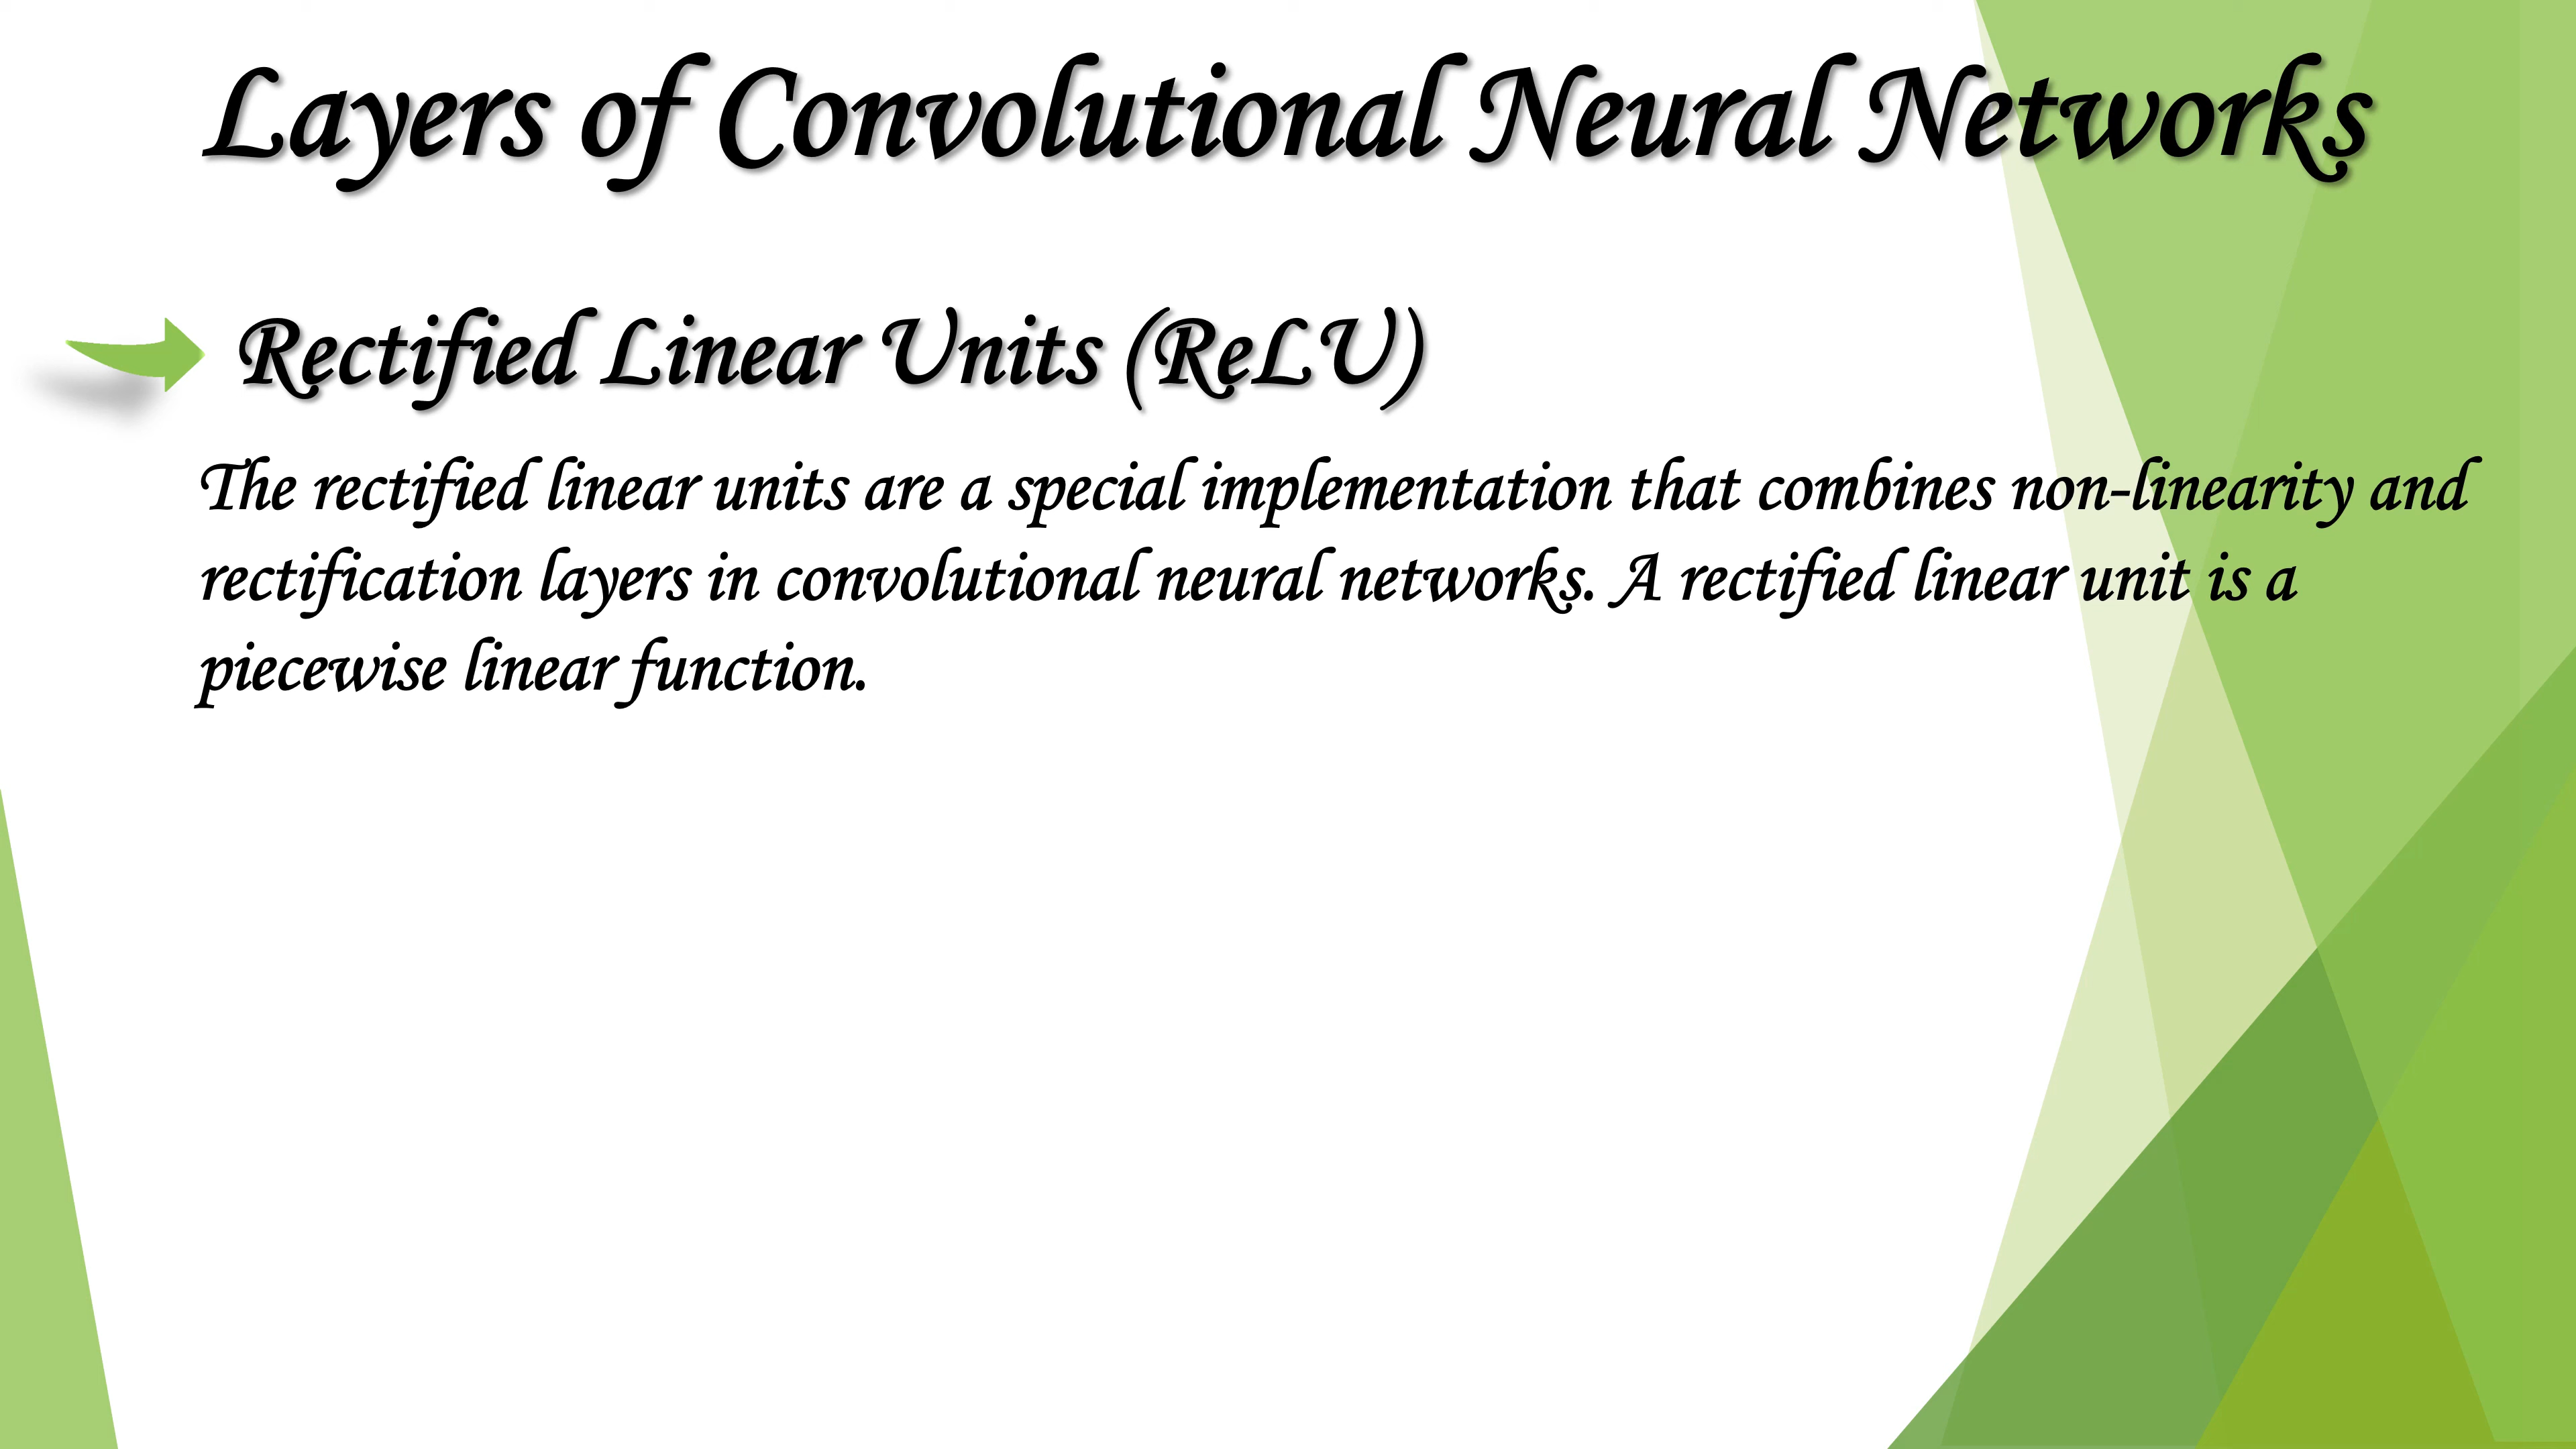 Layers of Convolutional Neural Networks
Rectified Linear Units (ReLU)
The rectified linear units are a special implementation that combines non-linearity and
rectification layers in convolutional neural networks. A rectified linear unit is a
piecewise linear function.